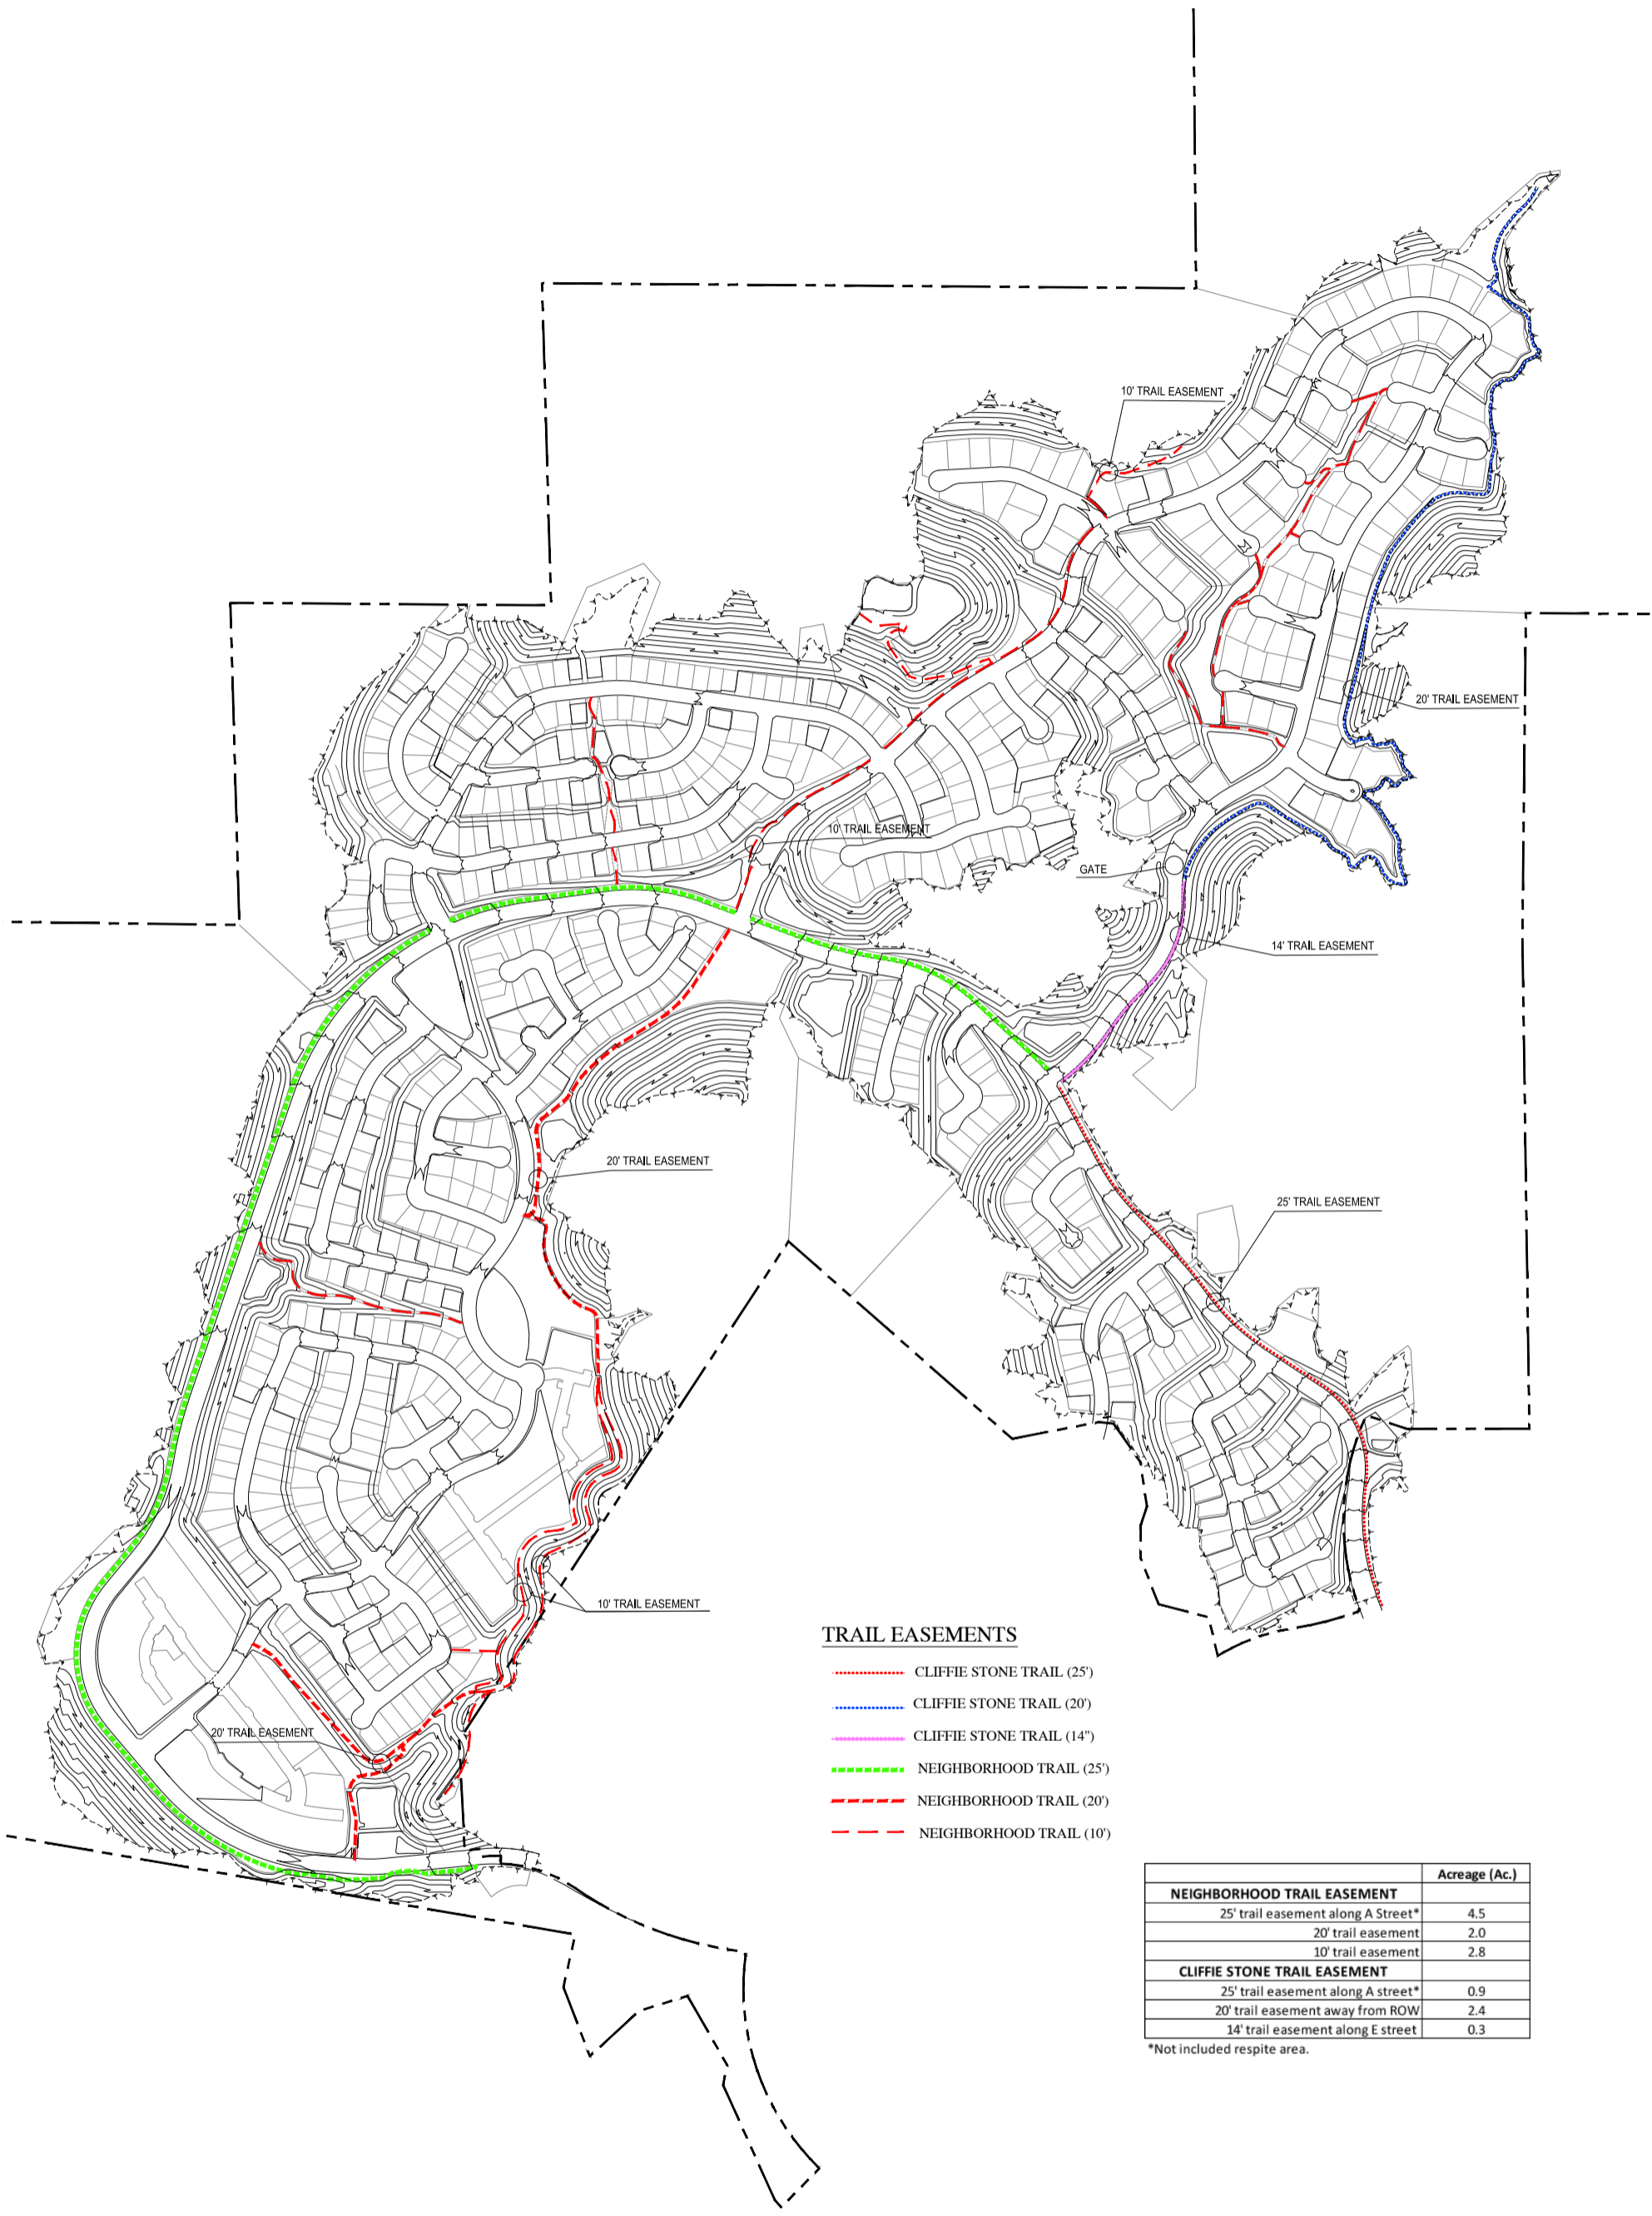 10' TRAIL EASEMENT
20' TRAIL EASEMENT
10' TRAIL EASEMENT
GATE
14' TRAIL EASEMENT
20' TRAIL EASEMENT
25' TRAIL EASEMENT
10' TRAIL EASEMENT
20' TRAIL EASEMENT
TRAIL EASEMENTS
CLIFFIE STONE TRAIL (25')
CLIFFIE STONE TRAIL (20')
CLIFFIE STONE TRAIL (14")
NEIGHBORHOOD TRAIL (25')
NEIGHBORHOOD TRAIL (20')
NEIGHBORHOOD TRAIL (10')
Acreage (Ac.)
NEIGHBORHOOD TRAIL EASEMENT
25' trail easement along A Street* 4.5
20' trail easement 2.0
10' trail easement 2.8
CLIFFIE STONE TRAIL EASEMENT
25' trail easement along A street* 0.9
20' trail easement away from ROW 2.4
14' trail easement along E street 0.3
*Not included respite area.